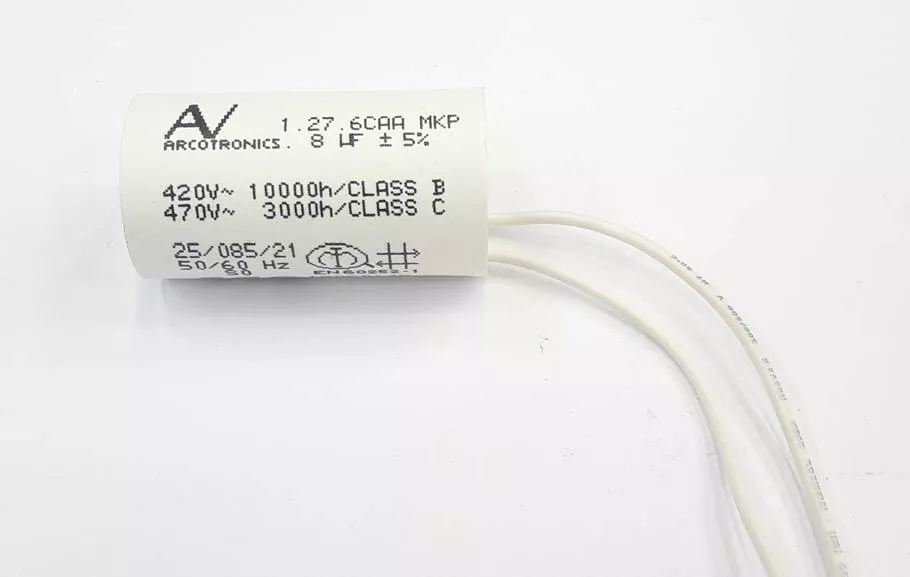 AV 1.27.6CAA MKP
ARCOTRONICS. 8 µF ± 5%
420V~ 10000h/CLASS B
470V~ 3000h/CLASS C
25/085/21
50/60 Hz
EN60252-1